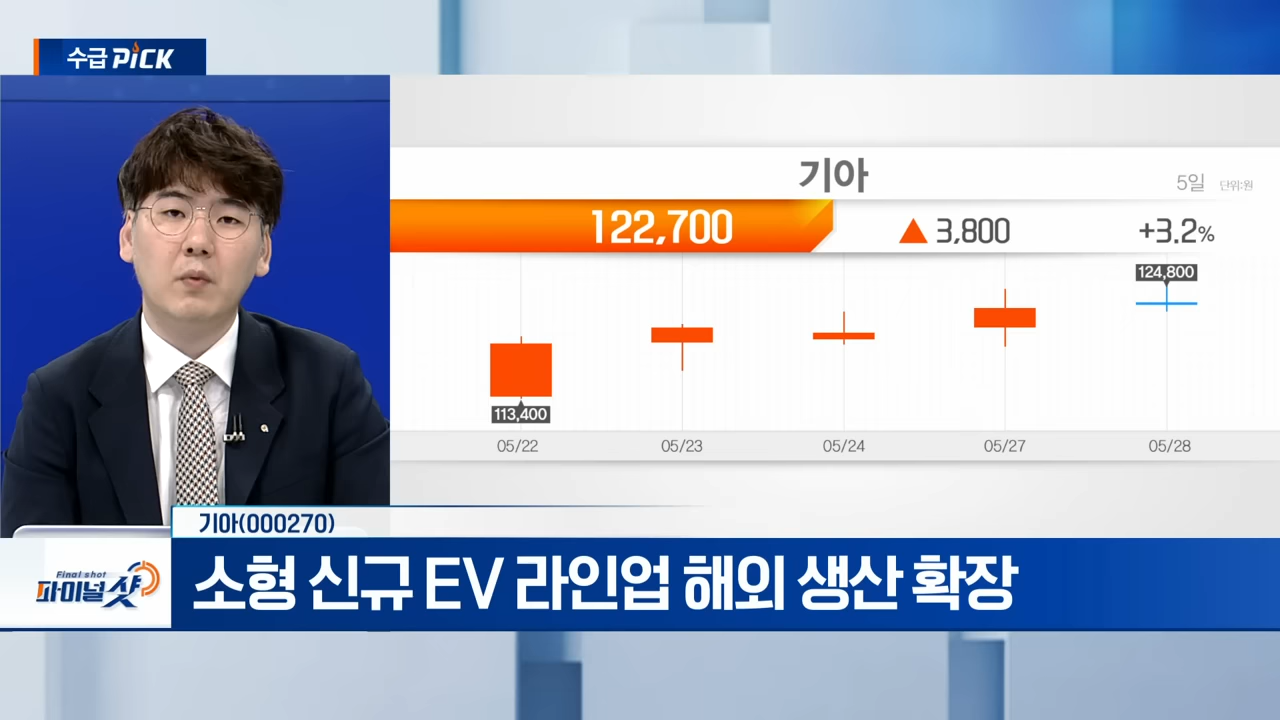 수급 PICK
기아
5일 단위:원
122,700 ▲ 3,800 +3.2%
124,800
113,400
05/22 05/23 05/24 05/27 05/28
기아(000270)
Final shot
파이널샷
소형 신규 EV 라인업 해외 생산 확장